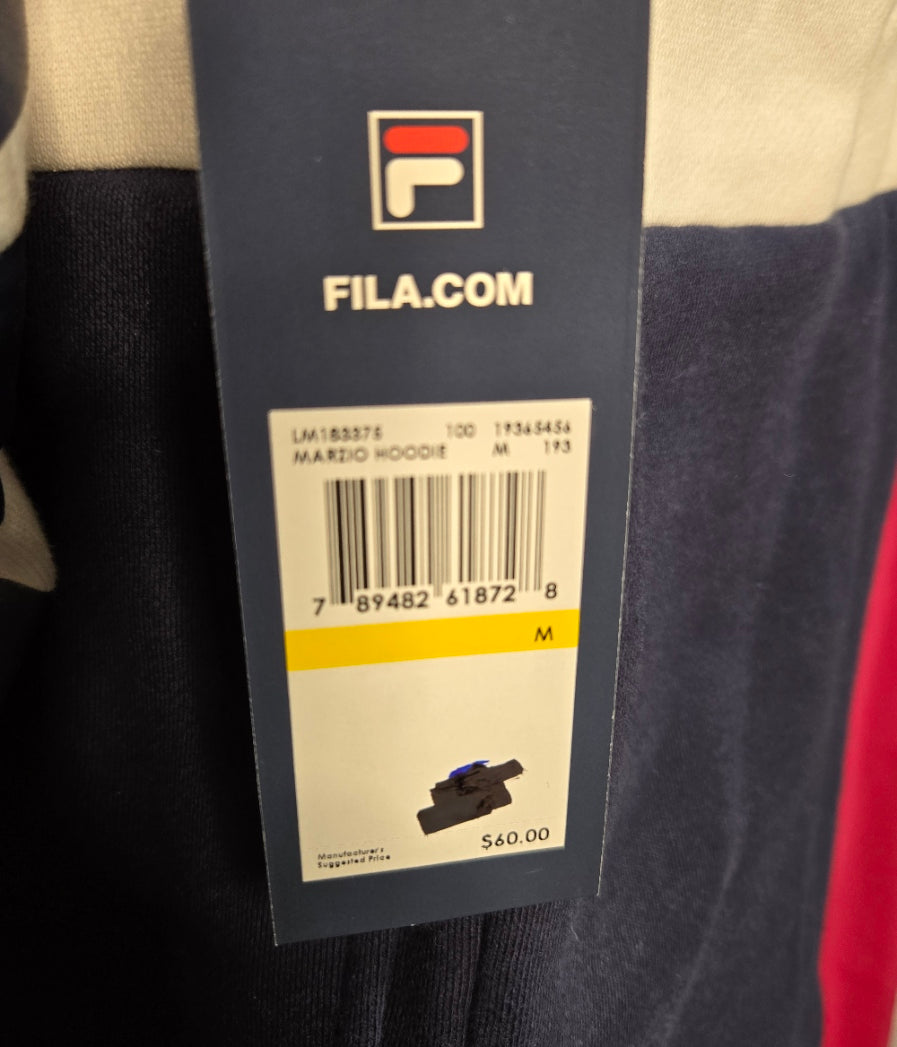 FILA.COM
LM183375 100 19365456
MARZIO HOODIE M 193
7 89482 61872 8
M
$60.00
Manufacturer's
Suggested Price